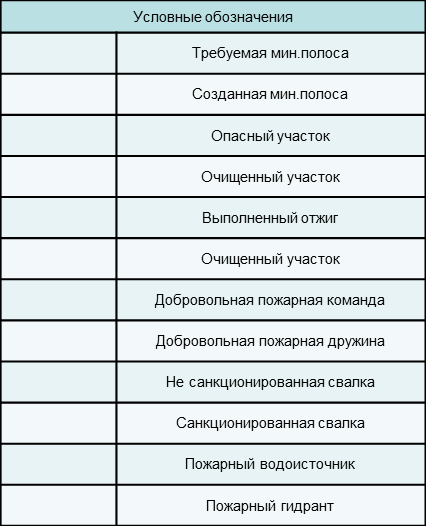 Условные обозначения
Требуемая мин.полоса
Созданная мин.полоса
Опасный участок
Очищенный участок
Выполненный отжиг
Очищенный участок
Добровольная пожарная команда
Добровольная пожарная дружина
Не санкционированная свалка
Санкционированная свалка
Пожарный водоисточник
Пожарный гидрант